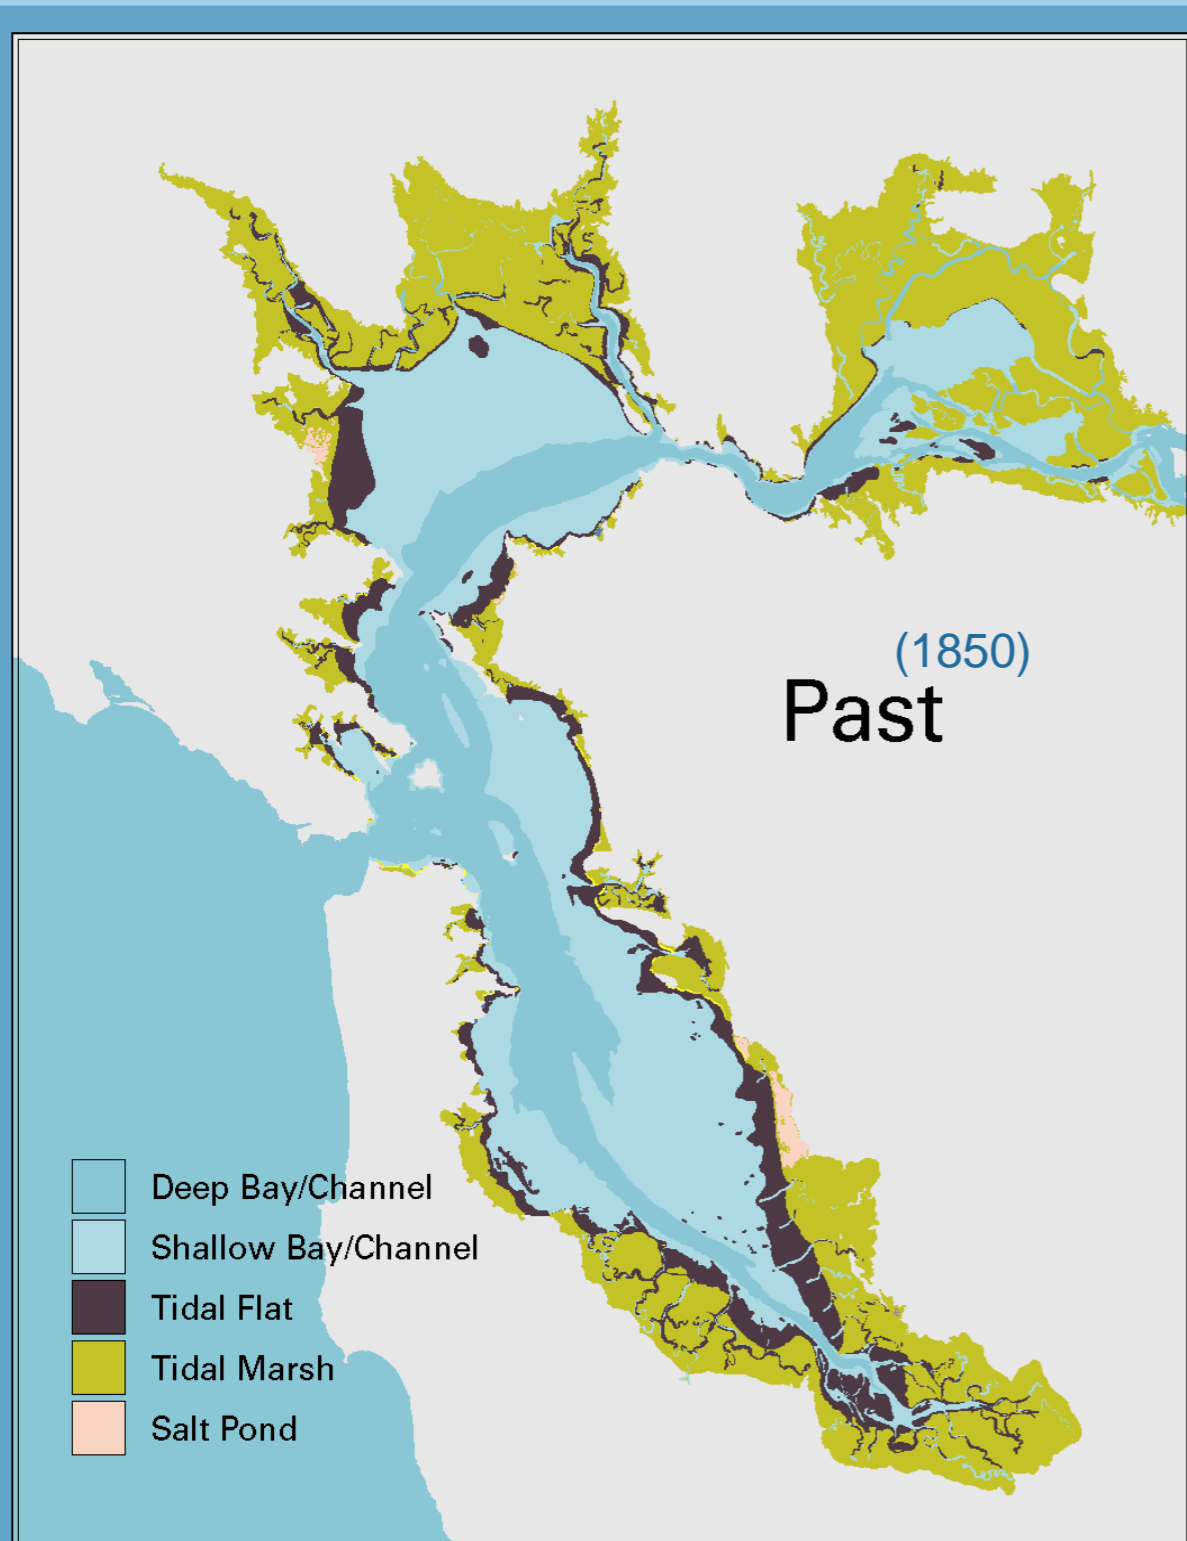 (1850)
Past
Deep Bay/Channel
Shallow Bay/Channel
Tidal Flat
Tidal Marsh
Salt Pond